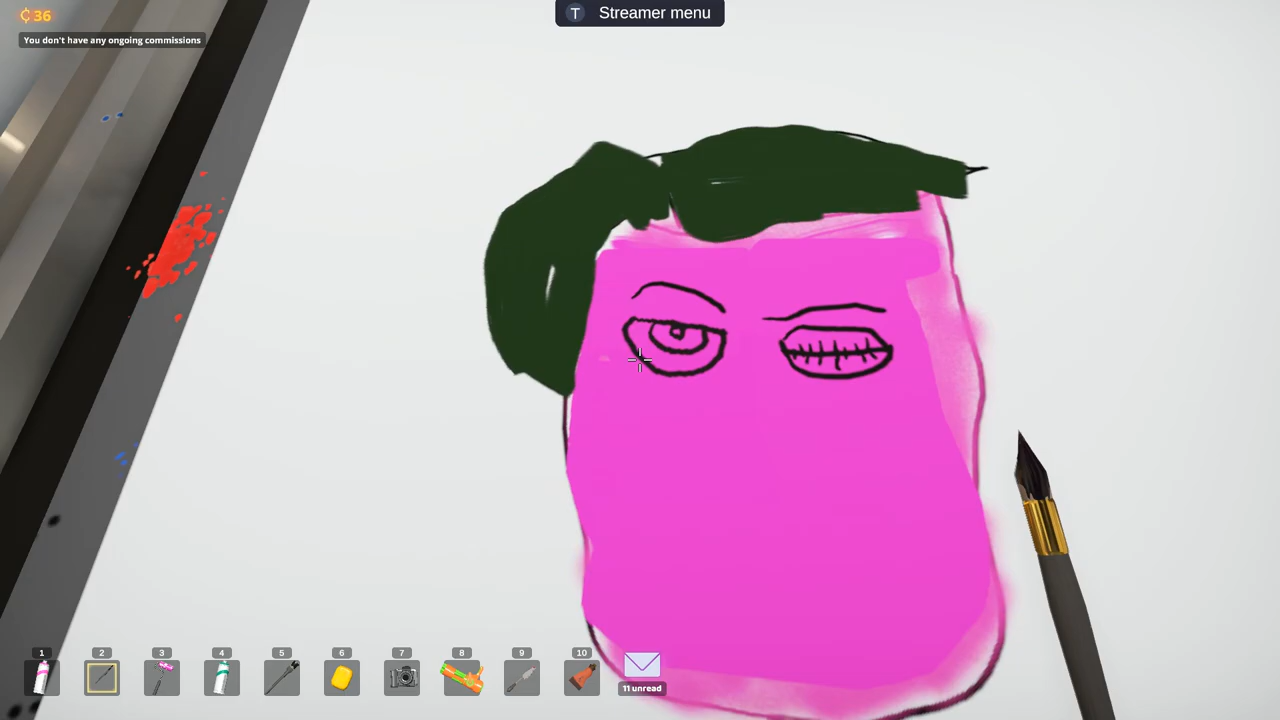 36
You don't have any ongoing commissions
T Streamer menu
1 2 3 4 5 6 7 8 9 10
11 unread